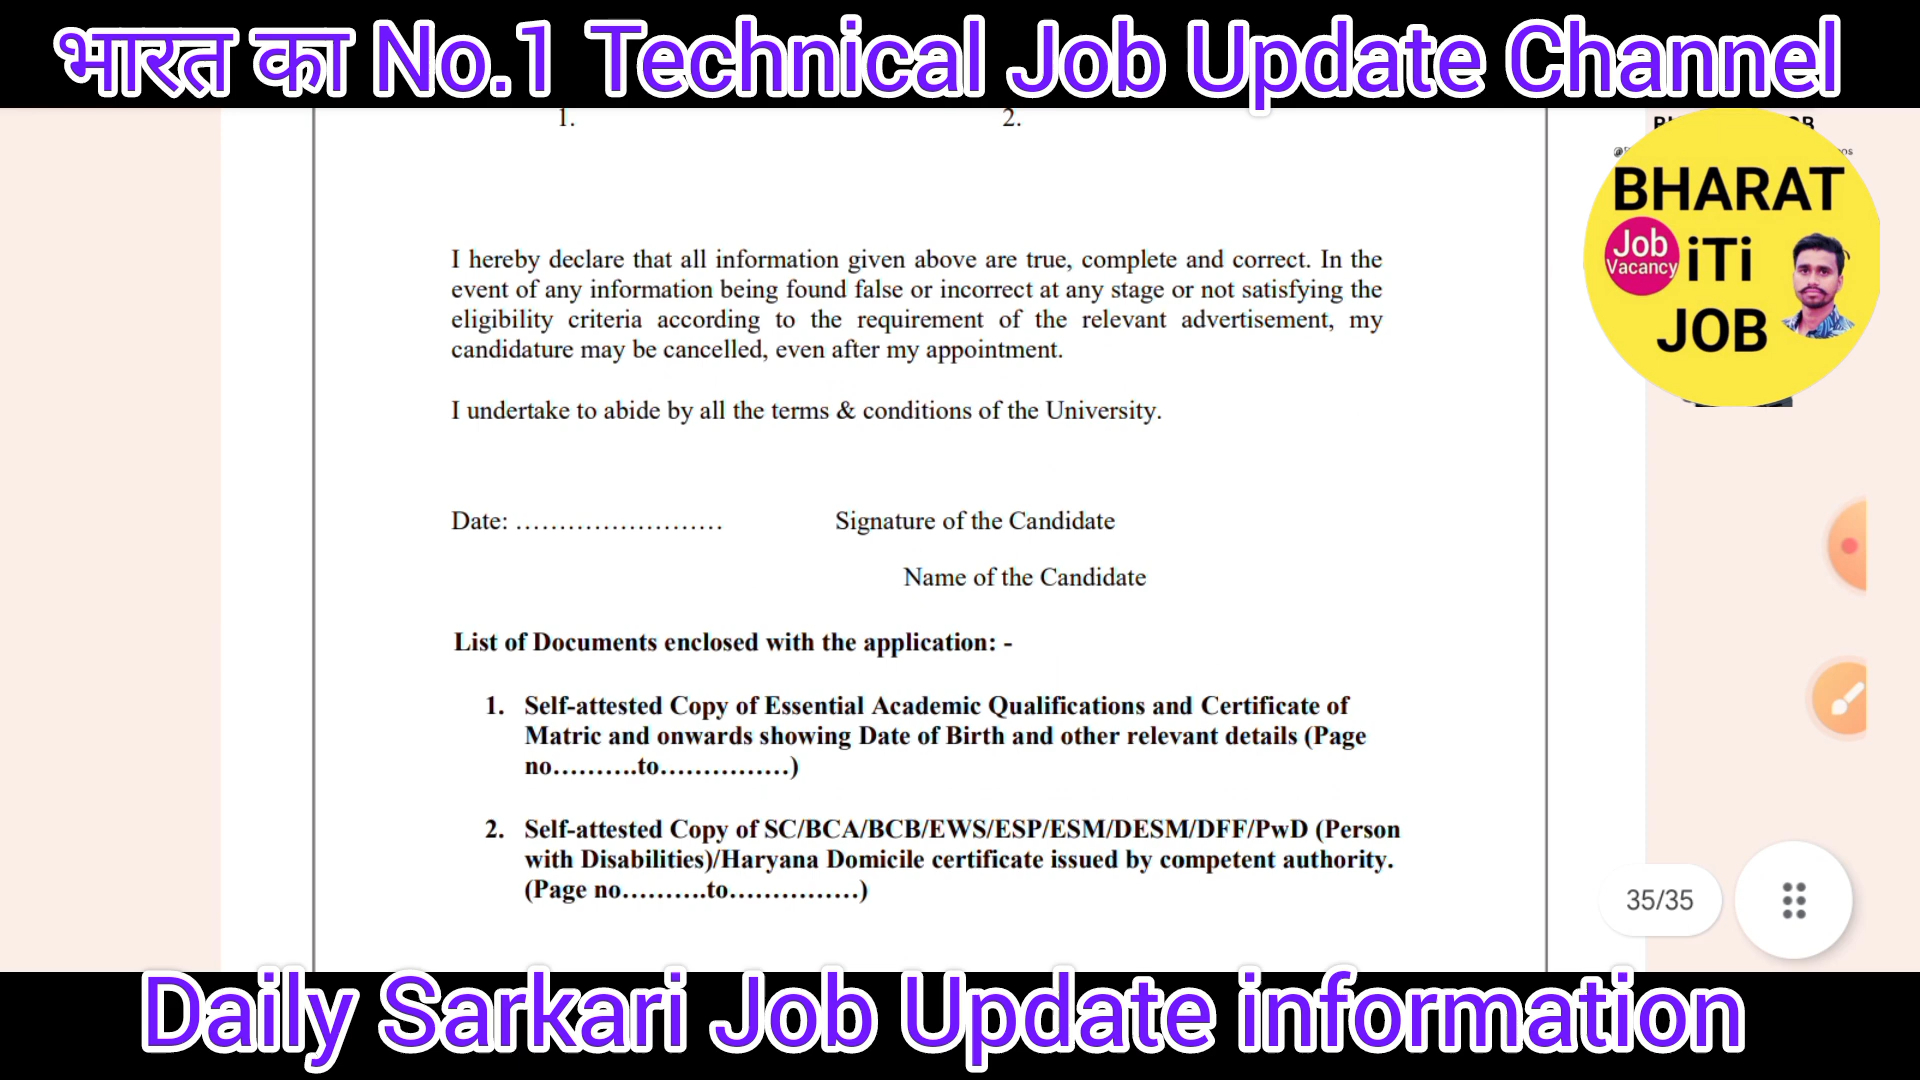 भारत का No.1 Technical Job Update Channel
1. 2.
BHARAT
Job
Vacancy
iTi
JOB
I hereby declare that all information given above are true, complete and correct. In the
event of any information being found false or incorrect at any stage or not satisfying the
eligibility criteria according to the requirement of the relevant advertisement, my
candidature may be cancelled, even after my appointment.
I undertake to abide by all the terms & conditions of the University.
Date: ........................ Signature of the Candidate
Name of the Candidate
List of Documents enclosed with the application: -
1. Self-attested Copy of Essential Academic Qualifications and Certificate of
Matric and onwards showing Date of Birth and other relevant details (Page
no..........to...............)
2. Self-attested Copy of SC/BCA/BCB/EWS/ESP/ESM/DESM/DFF/PwD (Person
with Disabilities)/Haryana Domicile certificate issued by competent authority.
(Page no..........to...............)
35/35
Daily Sarkari Job Update information